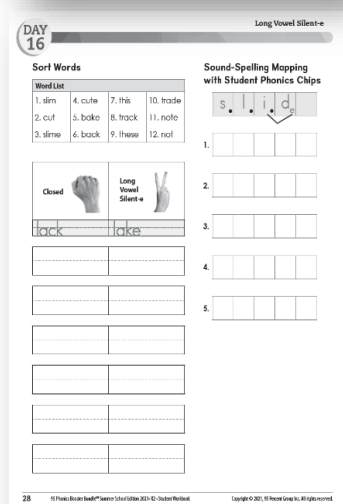 Long Vowel Silent-e
DAY
16
Sort Words
Word List
1. slim 4. cute 7. this 10. trade
2. cut 5. bake 8. track 11. note
3. slime 6. back 9. these 12. not
Closed
Long
Vowel
Silent-e
lack lake
Sound-Spelling Mapping
with Student Phonics Chips
s l i d e
1.
2.
3.
4.
5.
28 95 Phonics Booster Bundle™ Summer School Edition 2021: K2 • Student Workbook Copyright © 2021, 95 Percent Group Inc. All rights reserved.